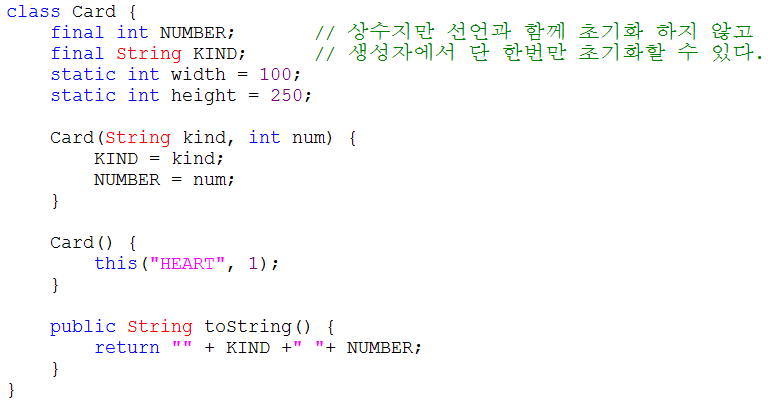 class Card {
    final int NUMBER;       // 상수지만 선언과 함께 초기화 하지 않고
    final String KIND;      // 생성자에서 단 한번만 초기화할 수 있다.
    static int width = 100;
    static int height = 250;

    Card(String kind, int num) {
        KIND = kind;
        NUMBER = num;
    }

    Card() {
        this("HEART", 1);
    }

    public String toString() {
        return "" + KIND +" "+ NUMBER;
    }
}